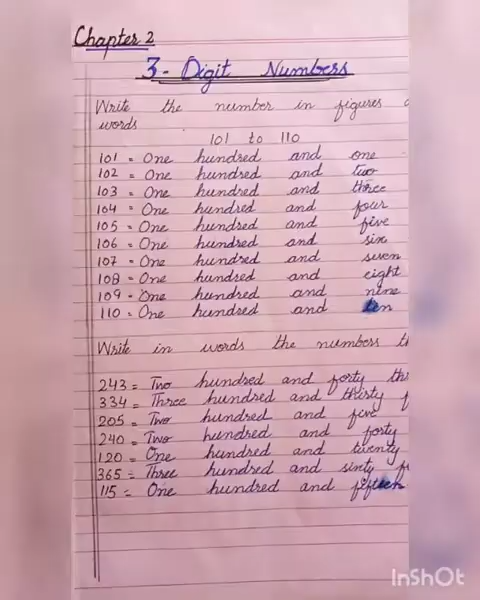 Chapter 2
3- Digit Numbers
Write the number in figures
words
101 to 110
101 = One hundred and one
102 = One hundred and two
103 = One hundred and three
104 = One hundred and four
105 = One hundred and five
106 = One hundred and six
107 = One hundred and seven
108 = One hundred and eight
109 = One hundred and nine
110 = One hundred and ten
Write in words the numbers
243 = Two hundred and forty
334 = Three hundred and thirty
205 = Two hundred and five
240 = Two hundred and forty
120 = One hundred and twenty
365 = Three hundred and sixty
115 = One hundred and fifteen
InShOt